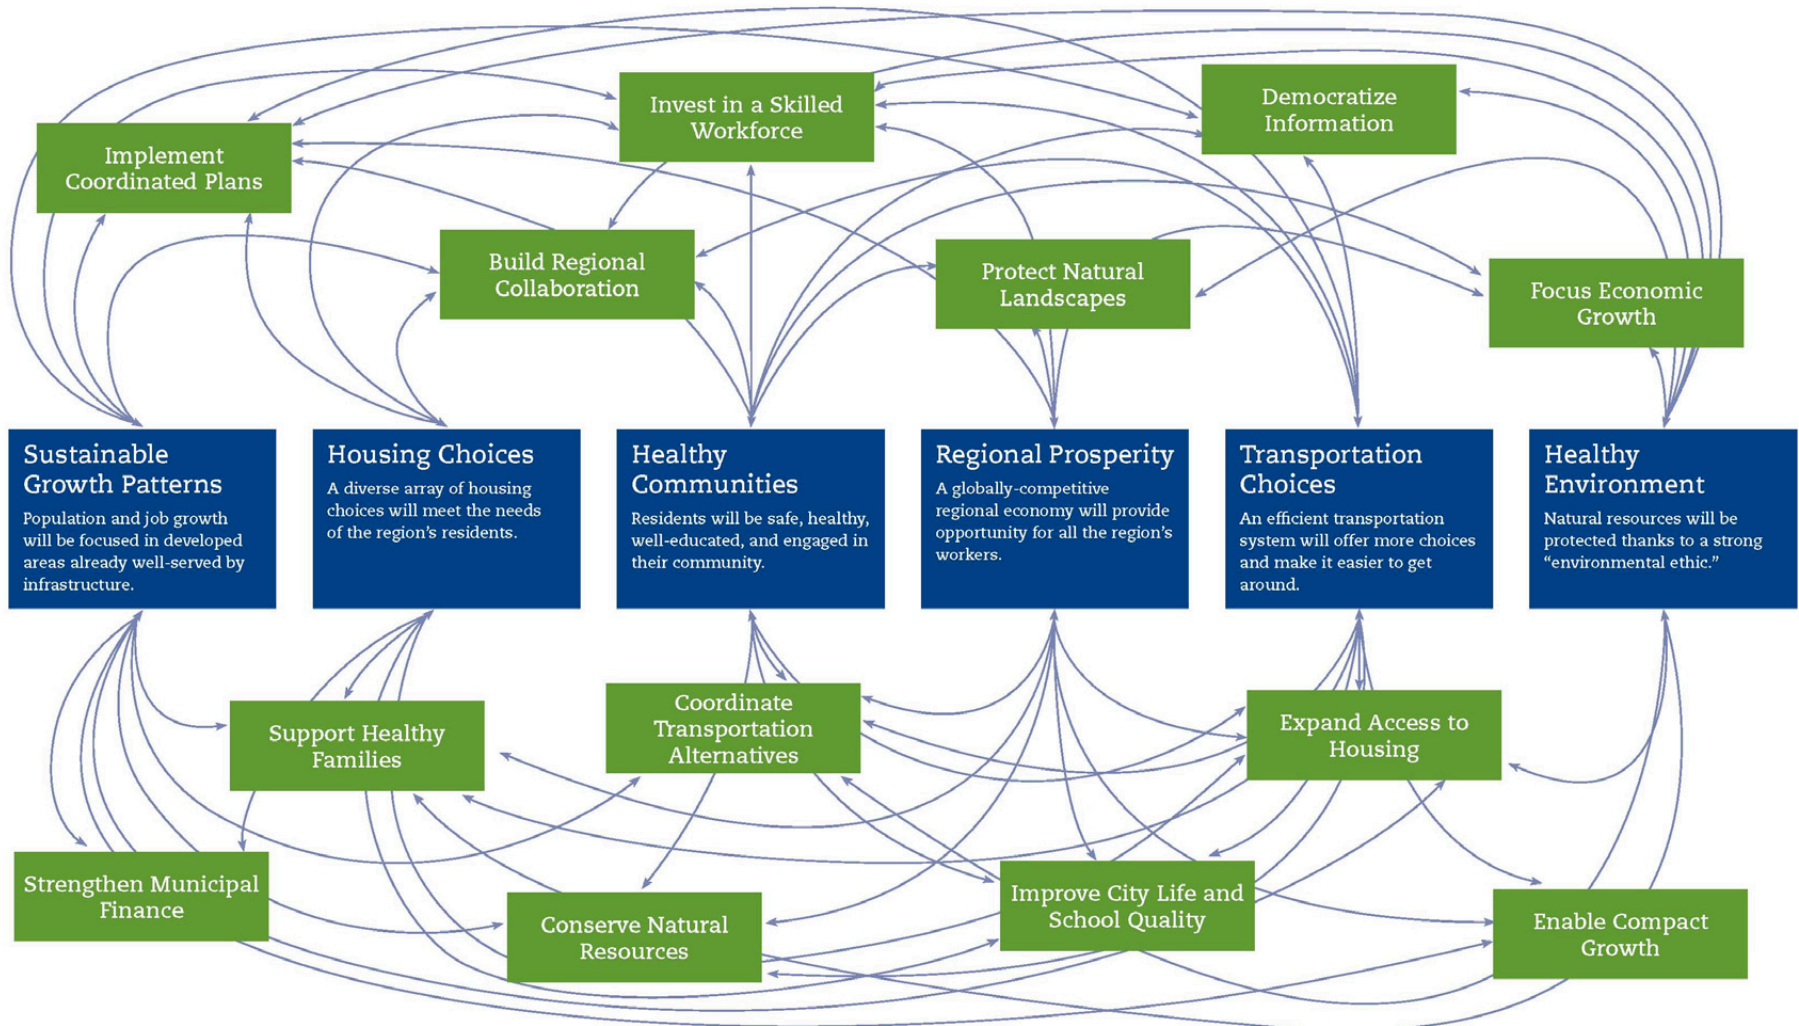 Invest in a Skilled
Workforce
Democratize
Information
Implement
Coordinated Plans
Build Regional
Collaboration
Protect Natural
Landscapes
Focus Economic
Growth
Sustainable
Growth Patterns
Population and job growth
will be focused in developed
areas already well-served by
infrastructure.
Housing Choices
A diverse array of housing
choices will meet the needs
of the region’s residents.
Healthy
Communities
Residents will be safe, healthy,
well-educated, and engaged in
their community.
Regional Prosperity
A globally-competitive
regional economy will provide
opportunity for all the region’s
workers.
Transportation
Choices
An efficient transportation
system will offer more choices
and make it easier to get
around.
Healthy
Environment
Natural resources will be
protected thanks to a strong
“environmental ethic.”
Support Healthy
Families
Coordinate
Transportation
Alternatives
Expand Access to
Housing
Strengthen Municipal
Finance
Conserve Natural
Resources
Improve City Life and
School Quality
Enable Compact
Growth